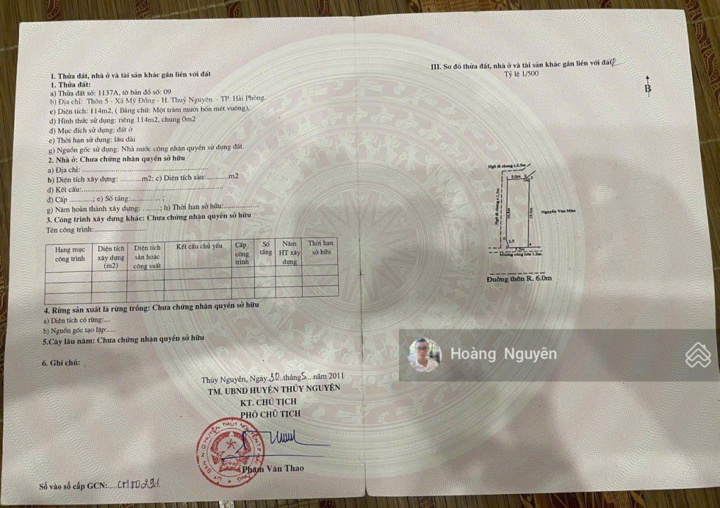 I. Thửa đất, nhà ở và tài sản khác gắn liền với đất
1. Thửa đất:
a) Thửa đất số: 1137A, tờ bản đồ số: 09
b) Địa chỉ: Thôn 5 - Xã Mỹ Đồng - H. Thuỷ Nguyên - TP. Hải Phòng.
c) Diện tích: 114m2, ( Bằng chữ: Một trăm mười bốn mét vuông),
d) Hình thức sử dụng: riêng 114m2, chung 0m2
đ) Mục đích sử dụng: đất ở
e) Thời hạn sử dụng: lâu dài
g) Nguồn gốc sử dụng: Nhà nước công nhận quyền sử dụng đất.
2. Nhà ở: Chưa chứng nhận quyền sở hữu
a) Địa chỉ:
b) Diện tích xây dựng: ............m2: c) Diện tích sàn:............m2
d) Kết cấu:
đ) Cấp ..........; e) Số tầng: ..........;
g) Năm hoàn thành xây dựng: ..........; h) Thời hạn sở hữu:..........
3. Công trình xây dựng khác: Chưa chứng nhận quyền sở hữu
Tên công trình:
Hạng mục công trình
Diện tích xây dựng (m2)
Diện tích sàn hoặc công suất
Kết cấu chủ yếu
Cấp công trình
Số tầng
Năm HT xây dựng
Thời hạn sở hữu
4. Rừng sản xuất là rừng trồng: Chưa chứng nhận quyền sở hữu
a) Diện tích có rừng:....
b) Nguồn gốc tạo lập:....
5.Cây lâu năm: Chưa chứng nhận quyền sở hữu
6. Ghi chú:
Thủy Nguyên, Ngày 30 tháng 5 năm 2011
TM. UBND HUYỆN THỦY NGUYÊN
KT. CHỦ TỊCH
PHÓ CHỦ TỊCH
Phạm Văn Thao
Số vào sổ cấp GCN:
III. Sơ đồ thửa đất, nhà ở và tài sản khác gắn liền với đất
Tỷ lệ 1/500
B
Đường thôn R. 6.0m
Hoàng Nguyên